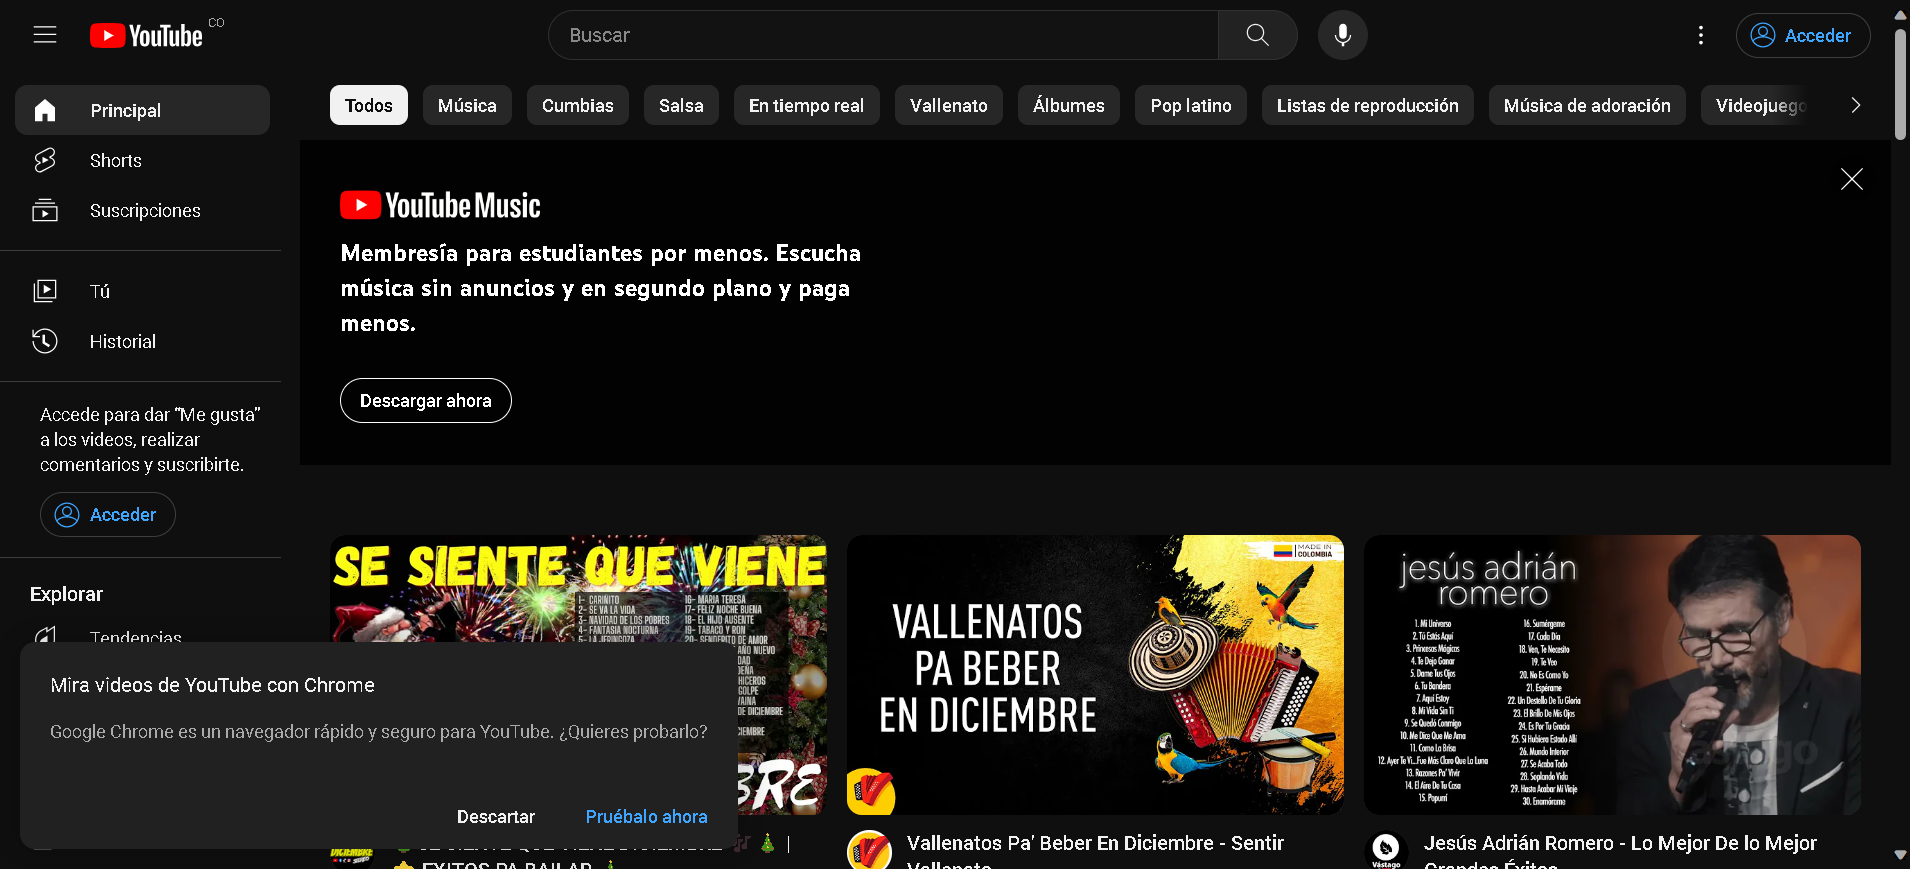 YouTube CO
Buscar
Acceder
Principal
Shorts
Suscripciones
Tú
Historial
Accede para dar “Me gusta”
a los videos, realizar
comentarios y suscribirte.
Acceder
Explorar
Tendencias
Todos
Música
Cumbias
Salsa
En tiempo real
Vallenato
Álbumes
Pop latino
Listas de reproducción
Música de adoración
Videojuego
YouTube Music
Membresía para estudiantes por menos. Escucha
música sin anuncios y en segundo plano y paga
menos.
Descargar ahora
SE SIENTE QUE VIENE
1- CARIÑITO
2- SE VA LA VIDA
3- NAVIDAD DE LOS POBRES
4- FANTASIA NOCTURNA
5- LA JERINGOZA
16- MARIA TERESA
17- FELIZ NOCHE BUENA
18- EL HIJO AUSENTE
19- TABACO Y RON
20- SENDERITO DE AMOR
AÑO NUEVO
GOLPE
VAINA
DE DICIEMBRE
MADE IN
COLOMBIA
VALLENATOS
PA BEBER
EN DICIEMBRE
Vallenatos Pa’ Beber En Diciembre - Sentir
Vallenato
jesús adrián
romero
1. Mi Universo
2. Tú Estás Aquí
3. Princesas Mágicas
4. Te Dejo Ganar
5. Dame Tus Ojos
6. Tu Bandera
7. Aquí Estoy
8. Mi Vida Sin Ti
9. Se Quedó Conmigo
10. Me Dice Que Me Ama
11. Como La Brisa
12. Ayer Te Vi...Fue Más Claro Que La Luna
13. Razones Pa' Vivir
14. El Aire De Tu Casa
15. Popurrí
16. Sumérgeme
17. Cada Día
18. Ven, Te Necesito
19. Te Veo
20. No Es Como Yo
21. Espérame
22. Un Destello De Tu Gloria
23. El Brillo De Mis Ojos
24. Es Por Tu Gracia
25. Si Hubiera Estado Allí
26. Mundo Interior
27. Se Acaba Todo
28. Soplando Vida
29. Hasta Acabar Mi Viaje
30. Enamórame
Vástago
Jesús Adrián Romero - Lo Mejor De lo Mejor
Grandes Éxitos
Mira videos de YouTube con Chrome
Google Chrome es un navegador rápido y seguro para YouTube. ¿Quieres probarlo?
Descartar
Pruébalo ahora
SE SIENTE QUE VIENE DICIEMBRE
EXITOS PA BAILAR